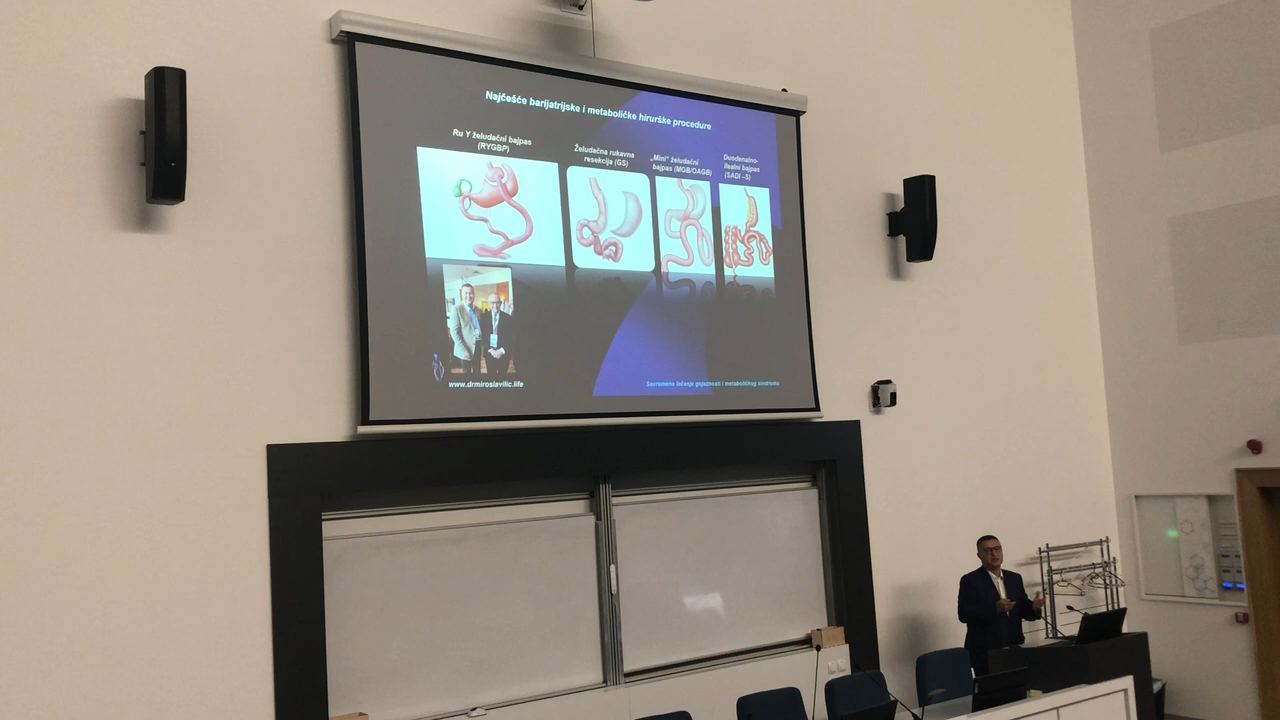 Najčešće barijatrijske i metaboličke hirurške procedure
Ru Y želudačni bajpas
(RYGBP)
Želudačna rukavna
resekcija (GS)
„Mini“ želudačni
bajpas (MGB/OAGB)
Duodenalno-
ilealni bajpas
(SADI –S)
www.drmiroslavilic.life
Savremeno lečenje gojaznosti i metaboličkog sindroma